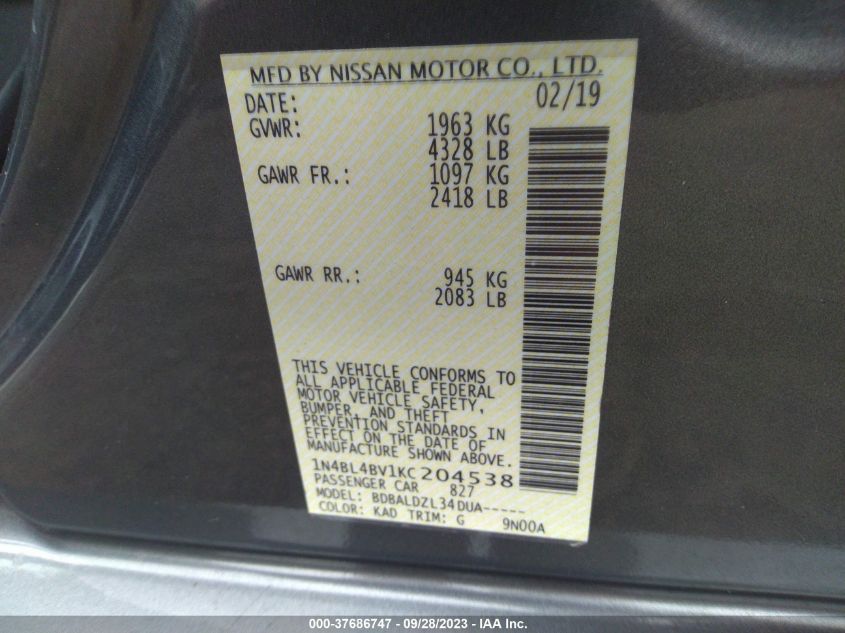 MFD BY NISSAN MOTOR CO., LTD.
DATE: 02/19
GVWR: 1963 KG
4328 LB
GAWR FR.: 1097 KG
2418 LB
GAWR RR.: 945 KG
2083 LB
THIS VEHICLE CONFORMS TO
ALL APPLICABLE FEDERAL
MOTOR VEHICLE SAFETY,
BUMPER, AND THEFT
PREVENTION STANDARDS IN
EFFECT ON THE DATE OF
MANUFACTURE SHOWN ABOVE.
1N4BL4BV1KC204538
PASSENGER CAR 827
MODEL: BDBALDZL34DUA-----
COLOR: KAD TRIM: G 9N00A
000-37686747 - 09/28/2023 - IAA Inc.